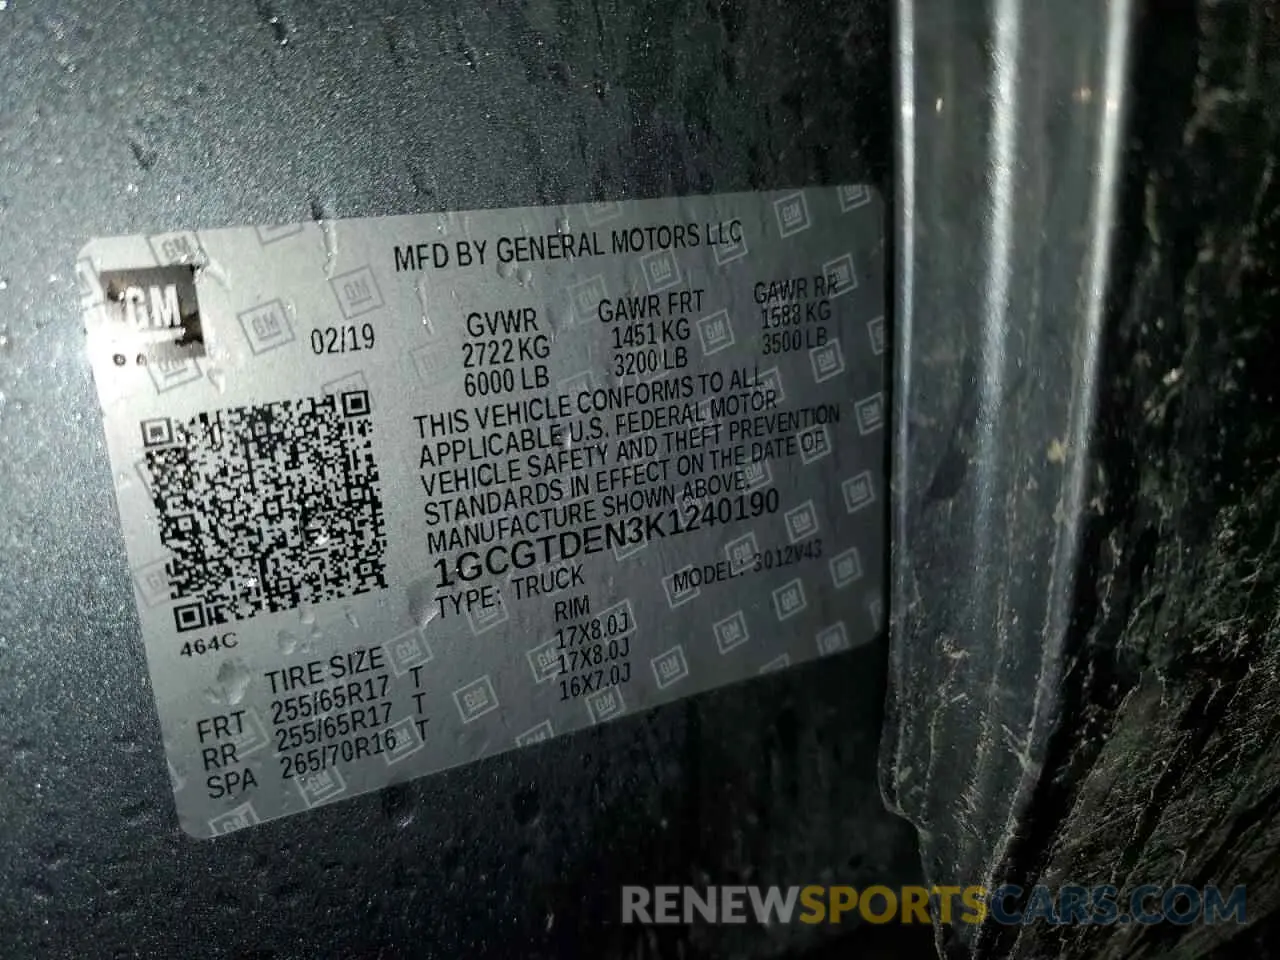 MFD BY GENERAL MOTORS LLC
GM
02/19
GVWR GAWR FRT GAWR RR
2722 KG 1451 KG 1588 KG
6000 LB 3200 LB 3500 LB
THIS VEHICLE CONFORMS TO ALL
APPLICABLE U.S. FEDERAL MOTOR
VEHICLE SAFETY AND THEFT PREVENTION
STANDARDS IN EFFECT ON THE DATE OF
MANUFACTURE SHOWN ABOVE.
1GCGTDEN3K1240190
TYPE: TRUCK MODEL: 3012V43
464C
TIRE SIZE RIM
FRT 255/65R17 T 17X8.0J
RR 255/65R17 T 17X8.0J
SPA 265/70R16 T 16X7.0J
RENEWSPORTSCARS.COM